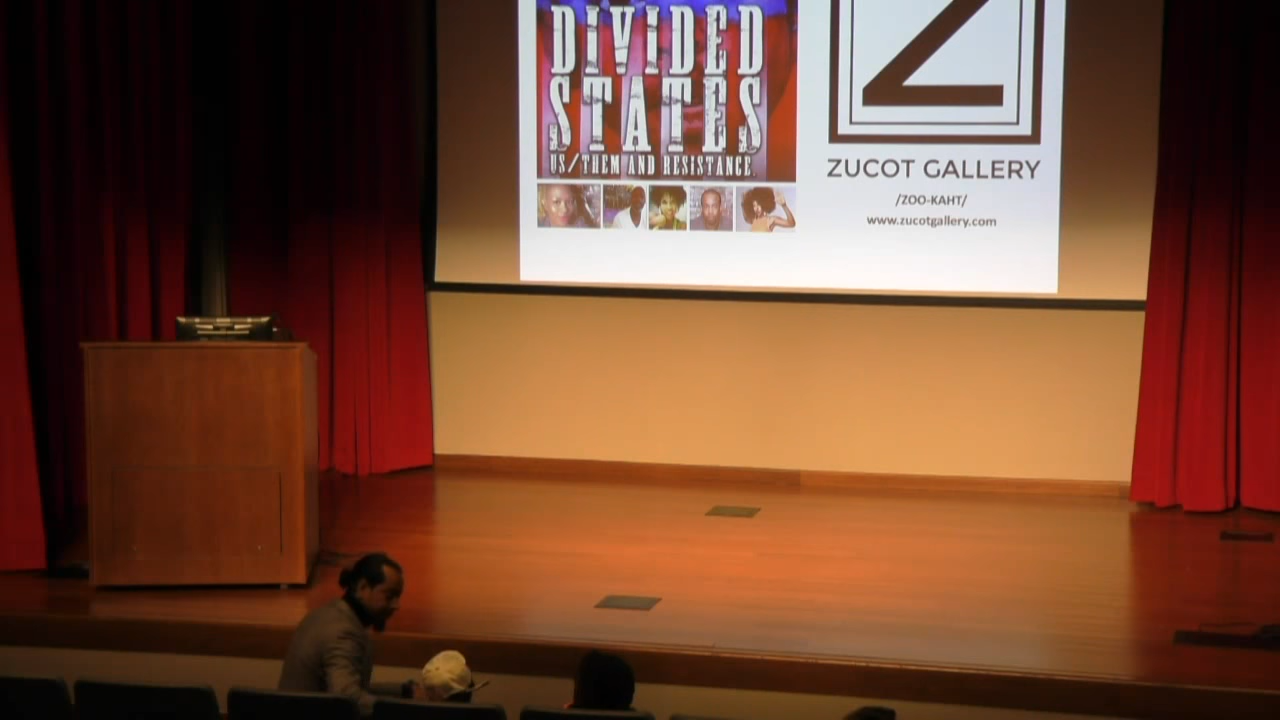 DIVIDED
STATES
US/THEM AND RESISTANCE
Z
ZUCOT GALLERY
/ZOO-KAHT/
www.zucotgallery.com